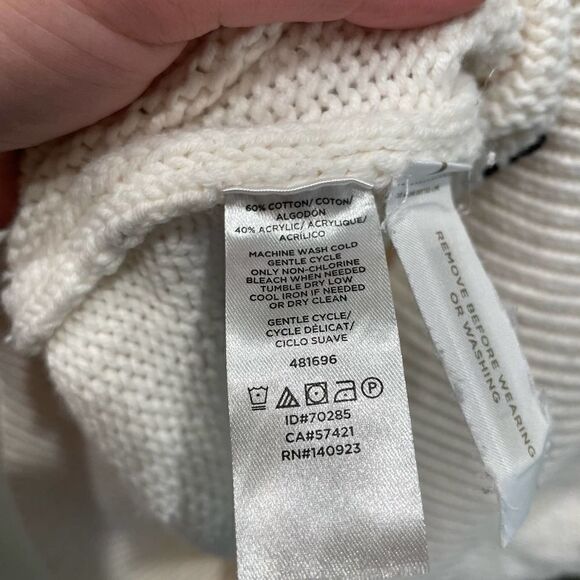 60% COTTON/ COTON/
ALGODÓN
40% ACRYLIC/ ACRYLIQUE/
ACRÍLICO
MACHINE WASH COLD
GENTLE CYCLE
ONLY NON-CHLORINE
BLEACH WHEN NEEDED
TUMBLE DRY LOW
COOL IRON IF NEEDED
OR DRY CLEAN
GENTLE CYCLE/
CYCLE DÉLICAT/
CICLO SUAVE
481696
P
ID#70285
CA#57421
RN#140923
REMOVE BEFORE WEARING
OR WASHING